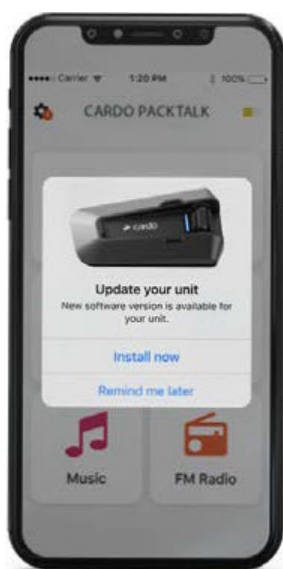 Carrier 1:20 PM 100%
CARDO PACKTALK
cardo
Update your unit
New software version is available for
your unit.
Install now
Remind me later
Music FM Radio